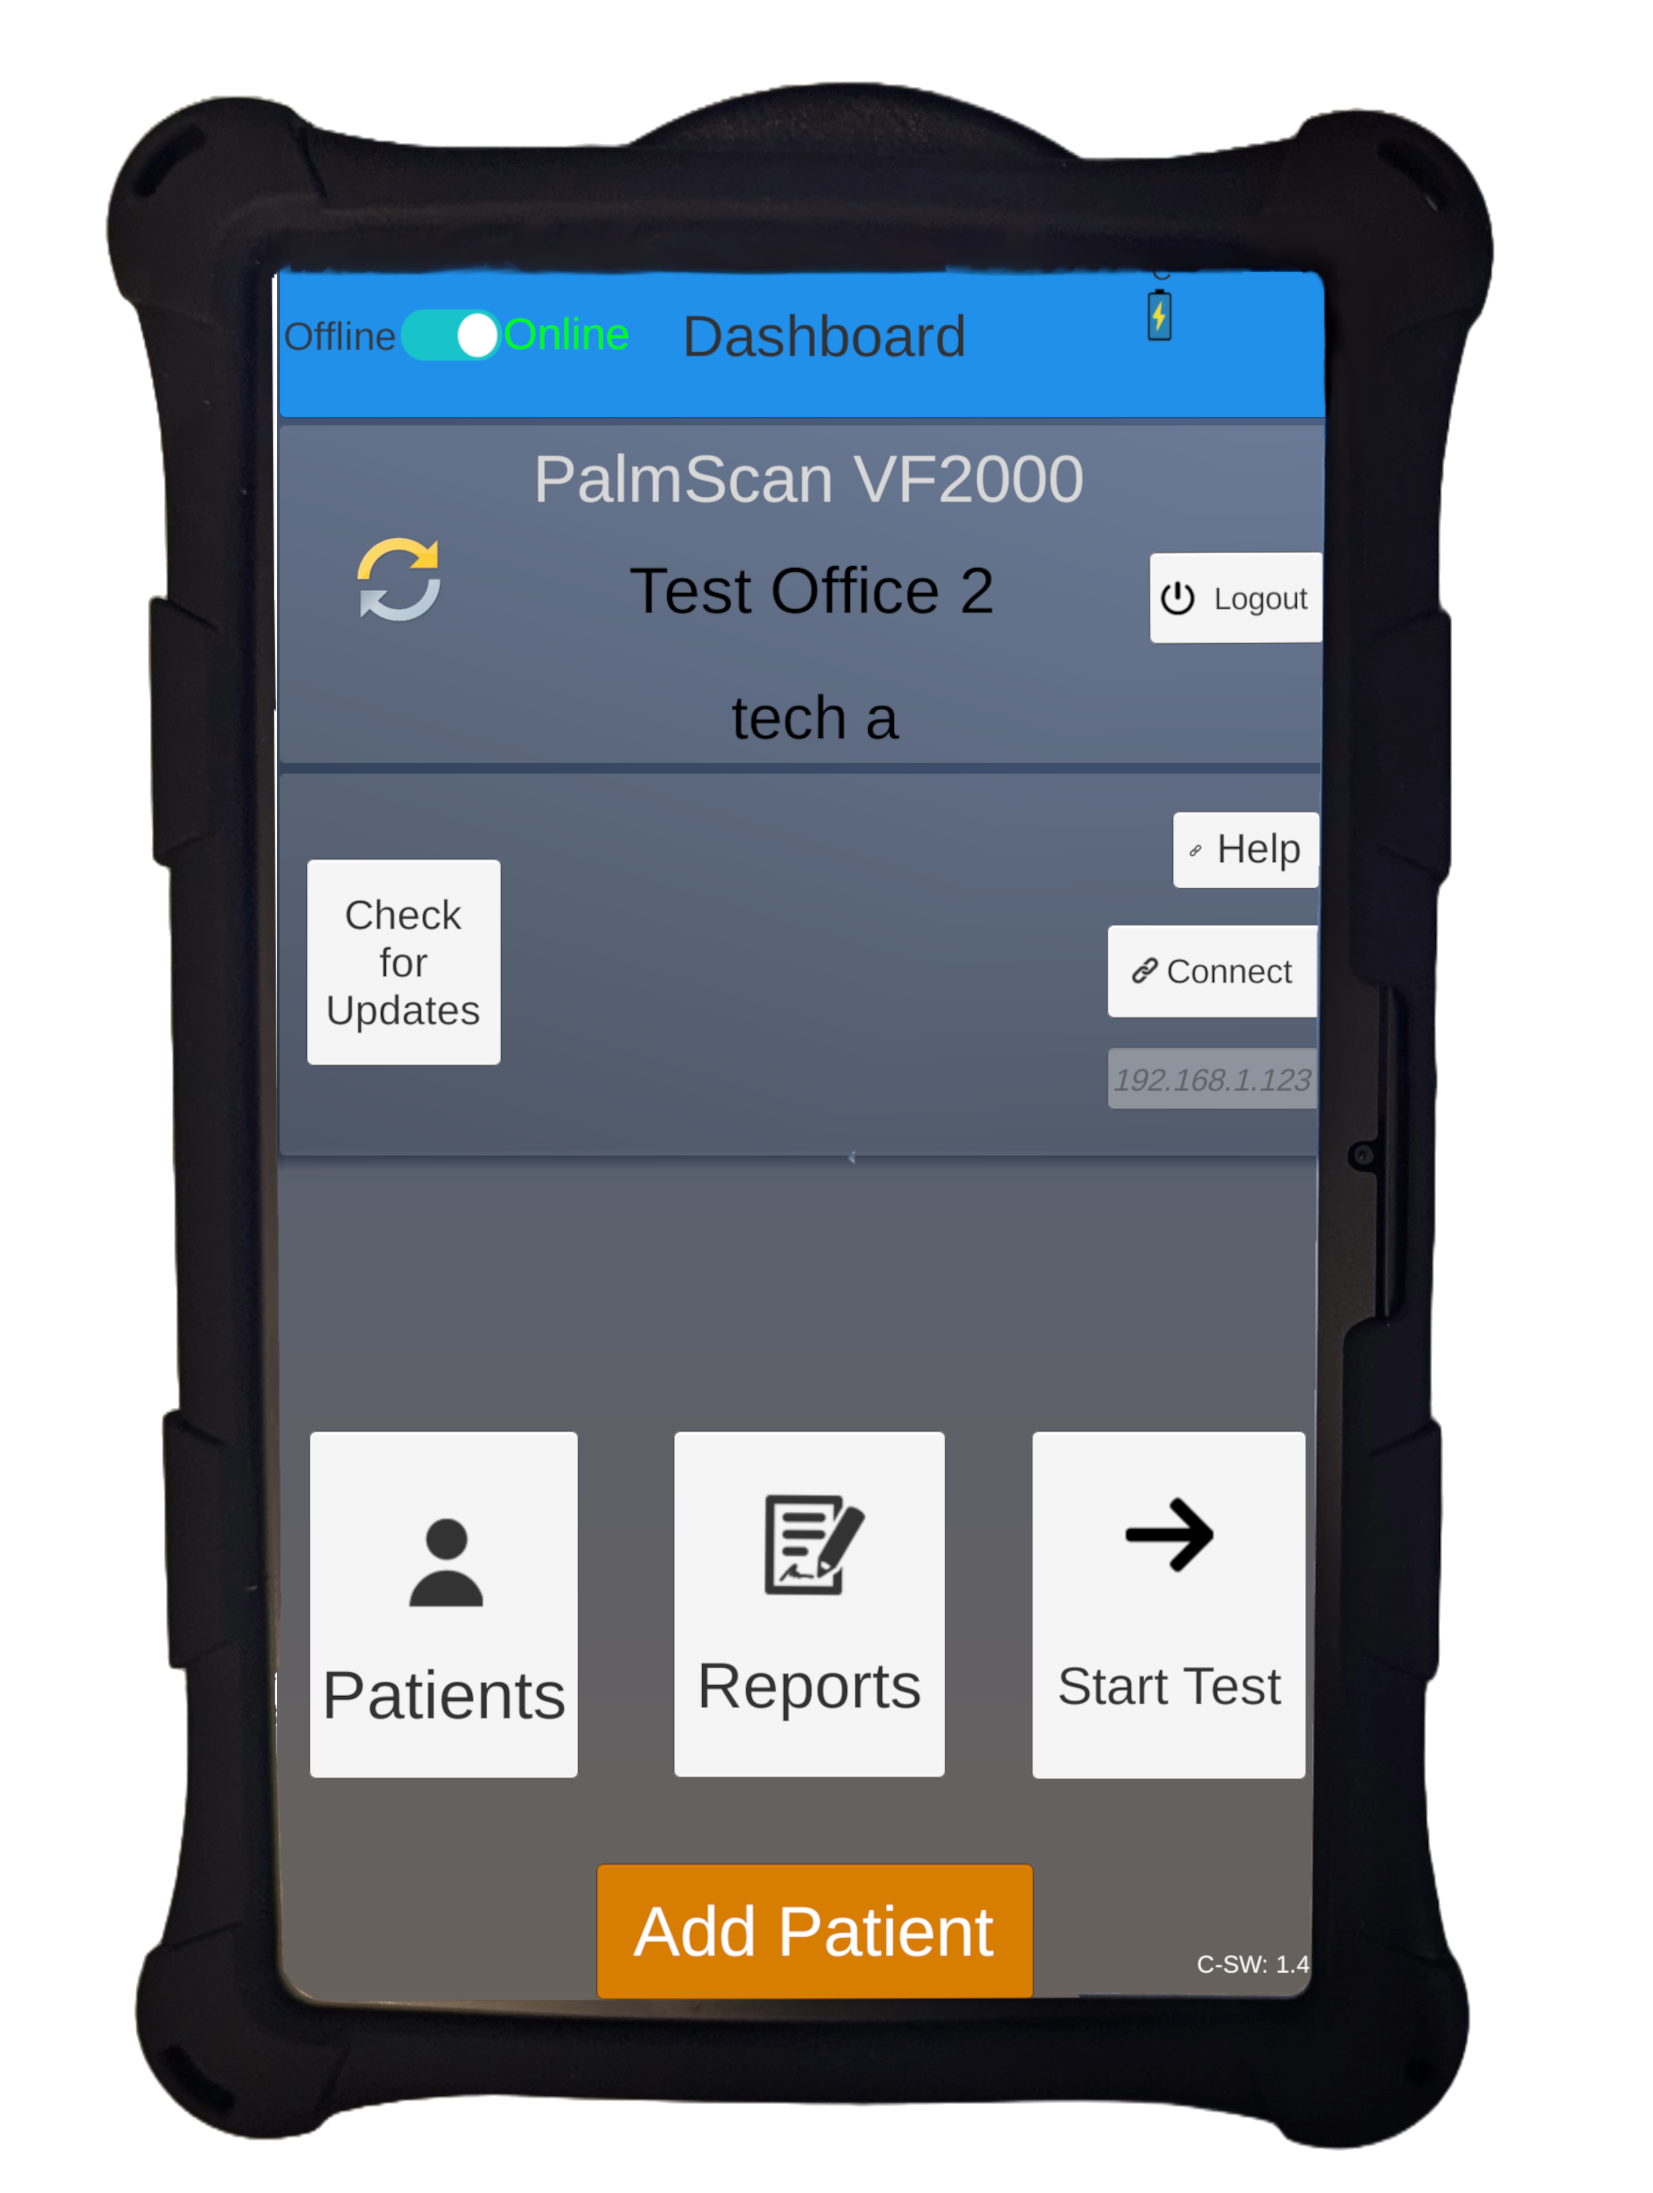 Offline Online Dashboard
PalmScan VF2000
Test Office 2
Logout
tech a
Help
Check
for
Updates
Connect
192.168.1.123
Patients
Reports
Start Test
Add Patient
C-SW: 1.4